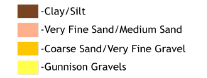 -Clay/Silt
-Very Fine Sand/Medium Sand
-Coarse Sand/Very Fine Gravel
-Gunnison Gravels